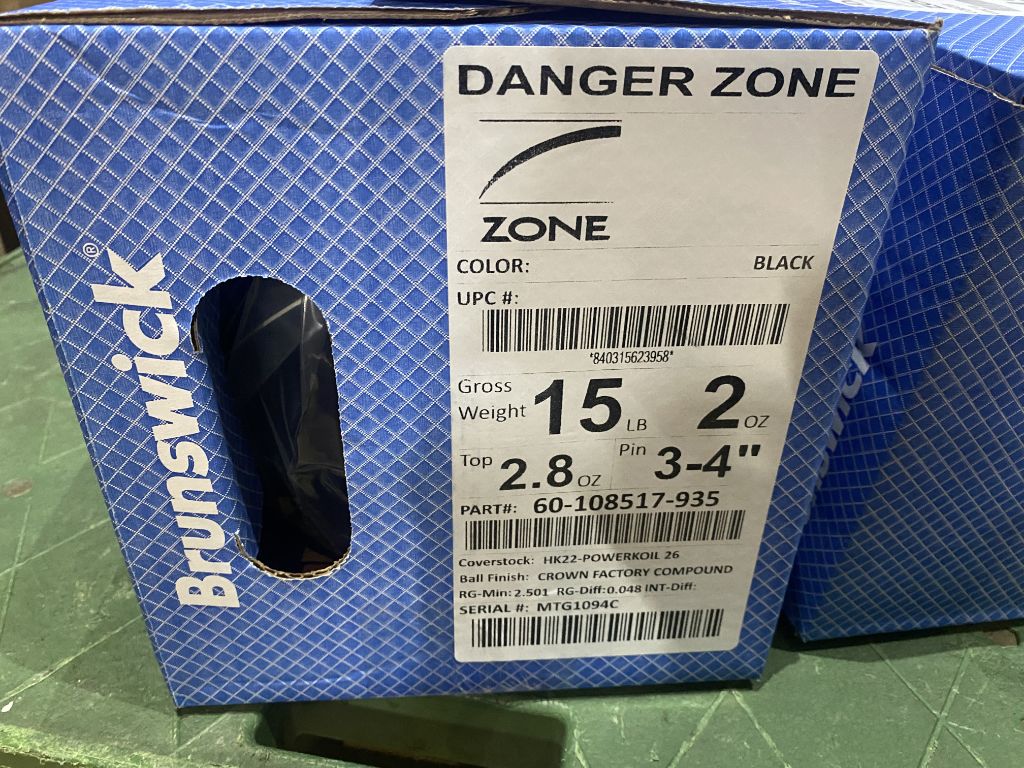 Brunswick®
DANGER ZONE
ZONE
COLOR: BLACK
UPC #:
*840315623958*
Gross Weight 15 LB 2 OZ
Top 2.8 OZ Pin 3-4"
PART#: 60-108517-935
Coverstock: HK22-POWERKOIL 26
Ball Finish: CROWN FACTORY COMPOUND
RG-Min: 2.501 RG-Diff:0.048 INT-Diff:
SERIAL #: MTG1094C